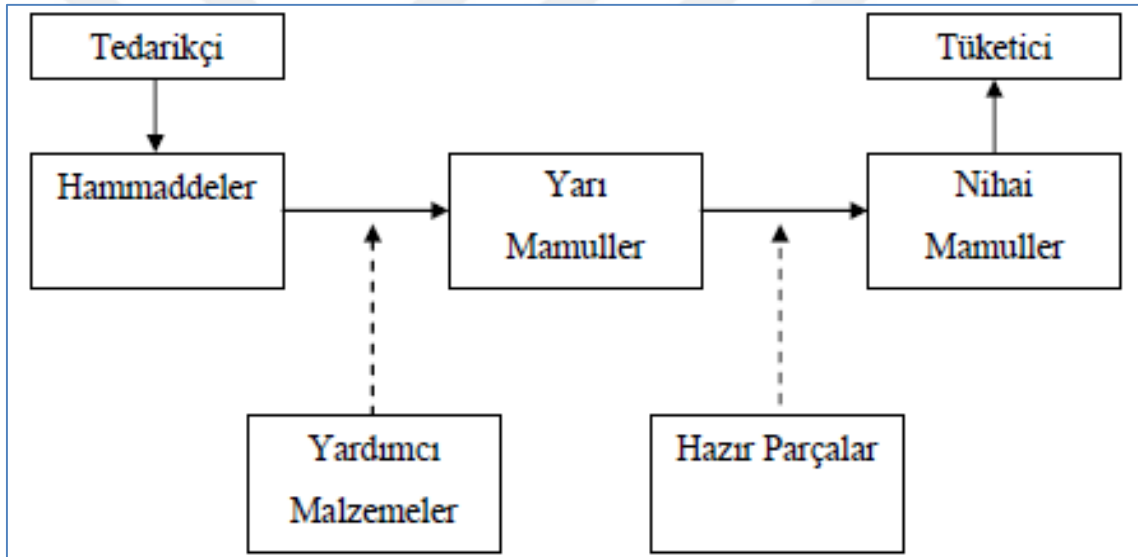 Tedarikçi
Tüketici
Hammaddeler
Yarı
Mamuller
Nihai
Mamuller
Yardımcı
Malzemeler
Hazır Parçalar